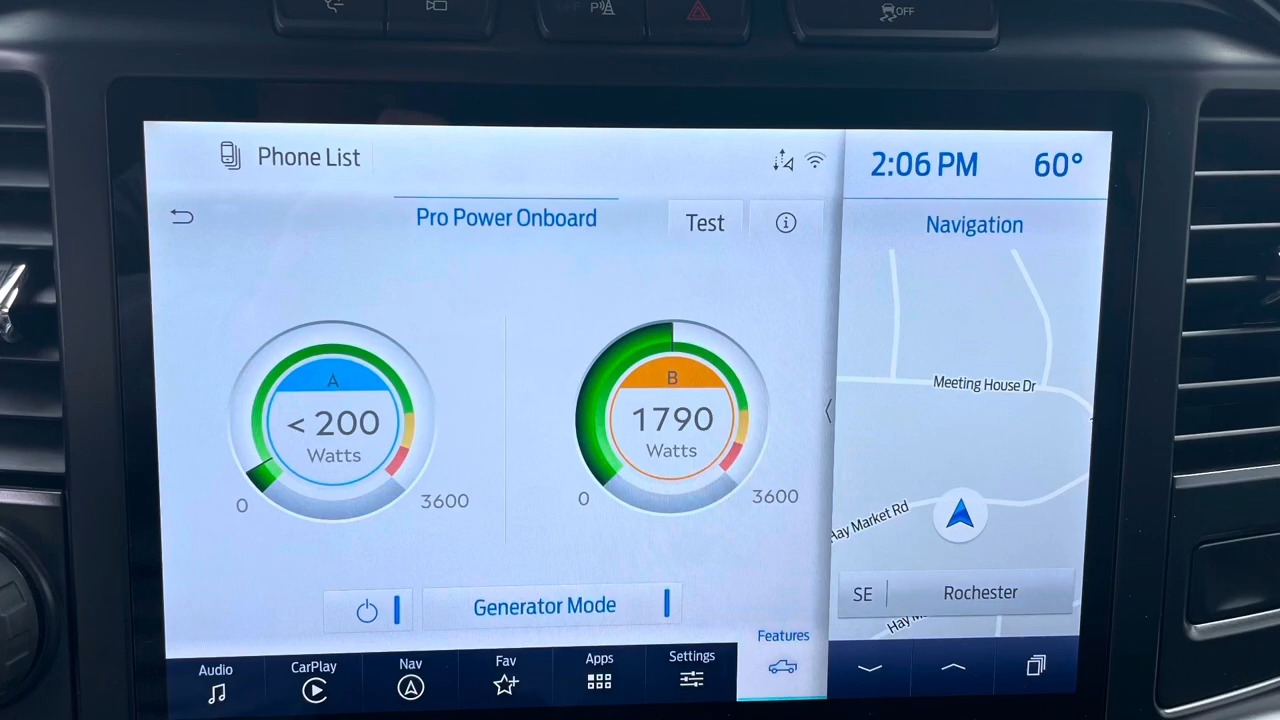 OFF
Phone List
2:06 PM 60°
Pro Power Onboard
Test
Navigation
A
< 200
Watts
0
3600
B
1790
Watts
0
3600
Meeting House Dr
Hay Market Rd
SE
Rochester
Generator Mode
Features
Audio
CarPlay
Nav
Fav
Apps
Settings